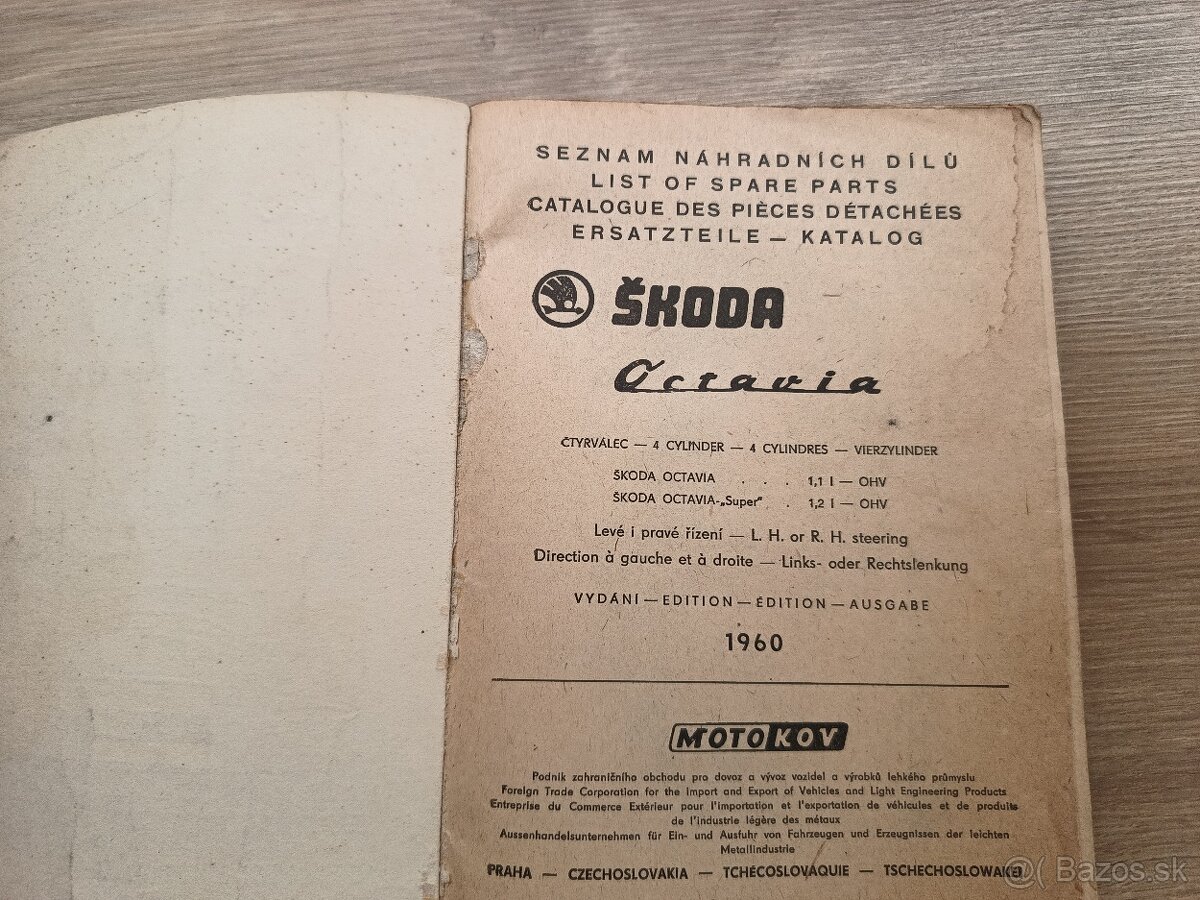 SEZNAM NÁHRADNÍCH DÍLŮ
LIST OF SPARE PARTS
CATALOGUE DES PIÈCES DÉTACHÉES
ERSATZTEILE — KATALOG
ŠKODA
Octavia
ČTYRVÁLEC — 4 CYLINDER — 4 CYLINDRES — VIERZYLINDER
ŠKODA OCTAVIA . . . 1,1 l — OHV
ŠKODA OCTAVIA-„Super" . 1,2 l — OHV
Levé i pravé řízení — L. H. or R. H. steering
Direction à gauche et à droite — Links- oder Rechtslenkung
VYDÁNÍ — EDITION — ÉDITION — AUSGABE
1960
MOTOKOV
Podnik zahraničního obchodu pro dovoz a vývoz vozidel a výrobků lehkého průmyslu
Foreign Trade Corporation for the Import and Export of Vehicles and Light Engineering Products
Entreprise du Commerce Extérieur pour l'importation et l'exportation de véhicules et de produits
de l'industrie légère des métaux
Aussenhandelsunternehmen für Ein- und Ausfuhr von Fahrzeugen und Erzeugnissen der leichten
Metallindustrie
PRAHA — CZECHOSLOVAKIA — TCHÉCOSLOVAQUIE — TSCHECHOSLOWAKEI
Bazos.sk